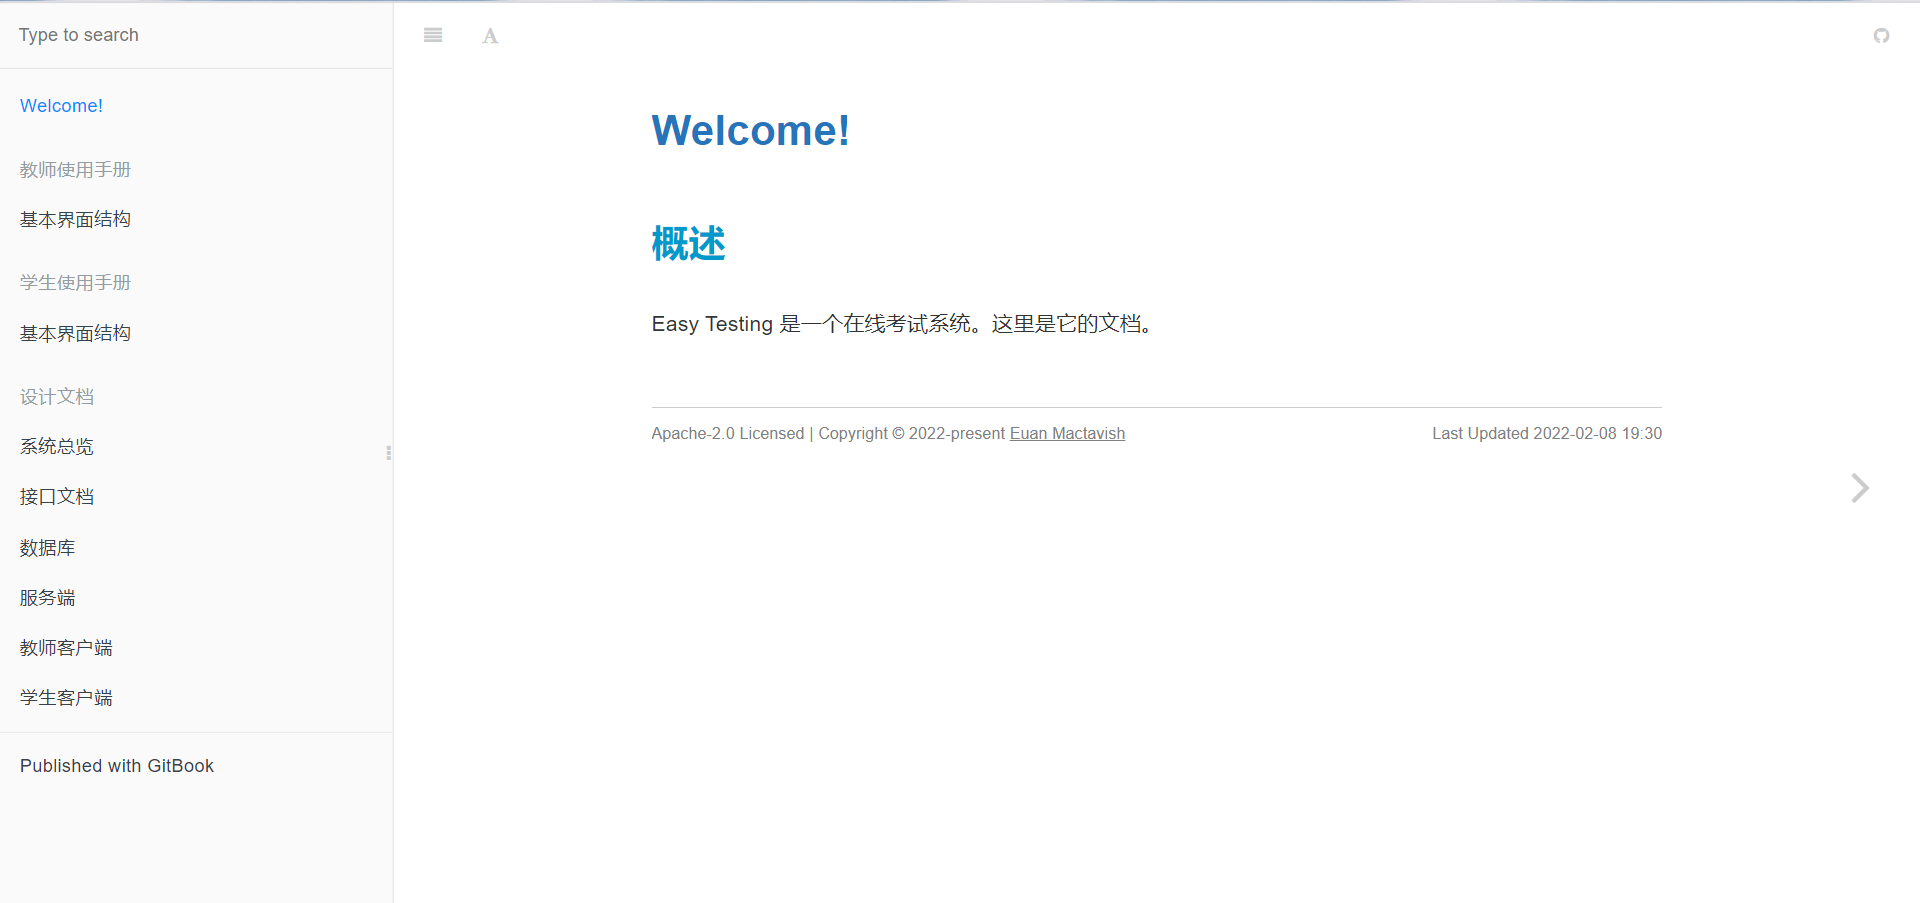 Type to search
Welcome!
教师使用手册
基本界面结构
学生使用手册
基本界面结构
设计文档
系统总览
接口文档
数据库
服务端
教师客户端
学生客户端
Published with GitBook
A
Welcome!
概述
Easy Testing 是一个在线考试系统。这里是它的文档。
Apache-2.0 Licensed | Copyright © 2022-present Euan Mactavish
Last Updated 2022-02-08 19:30